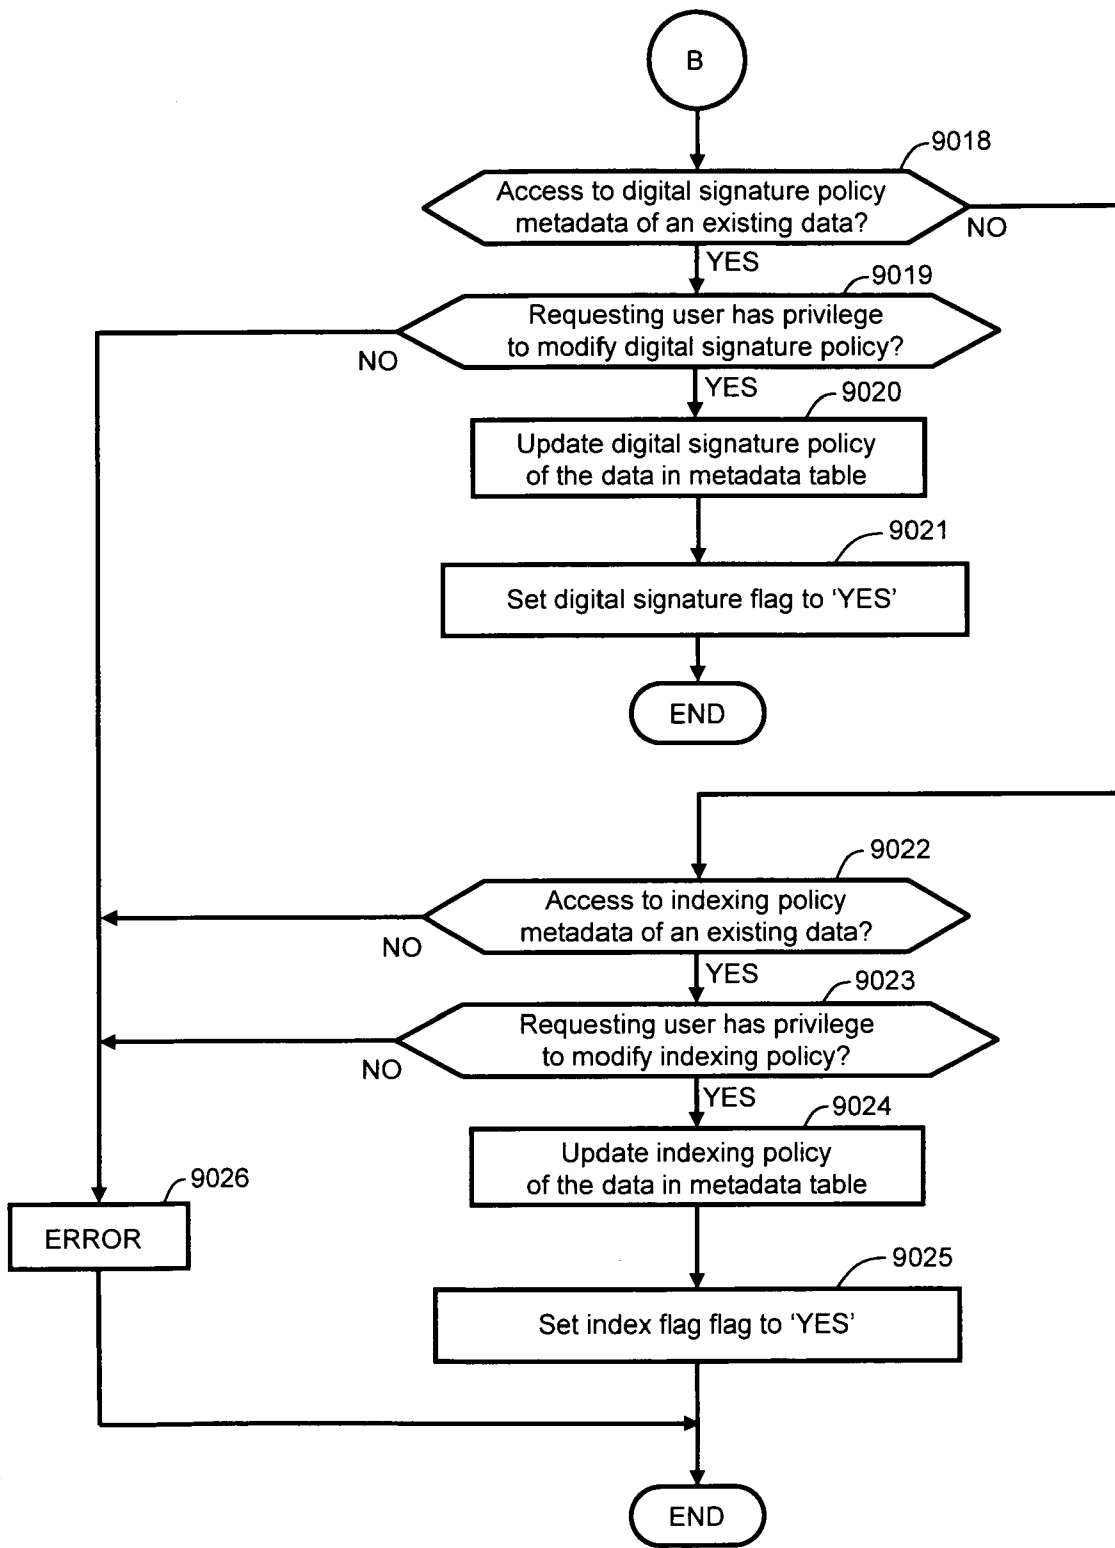 B
9018
Access to digital signature policy
metadata of an existing data?
NO
YES
9019
Requesting user has privilege
to modify digital signature policy?
NO
YES
9020
Update digital signature policy
of the data in metadata table
9021
Set digital signature flag to ‘YES’
END
9022
Access to indexing policy
metadata of an existing data?
NO
YES
9023
Requesting user has privilege
to modify indexing policy?
NO
YES
9024
Update indexing policy
of the data in metadata table
9026
ERROR
9025
Set index flag flag to ‘YES’
END